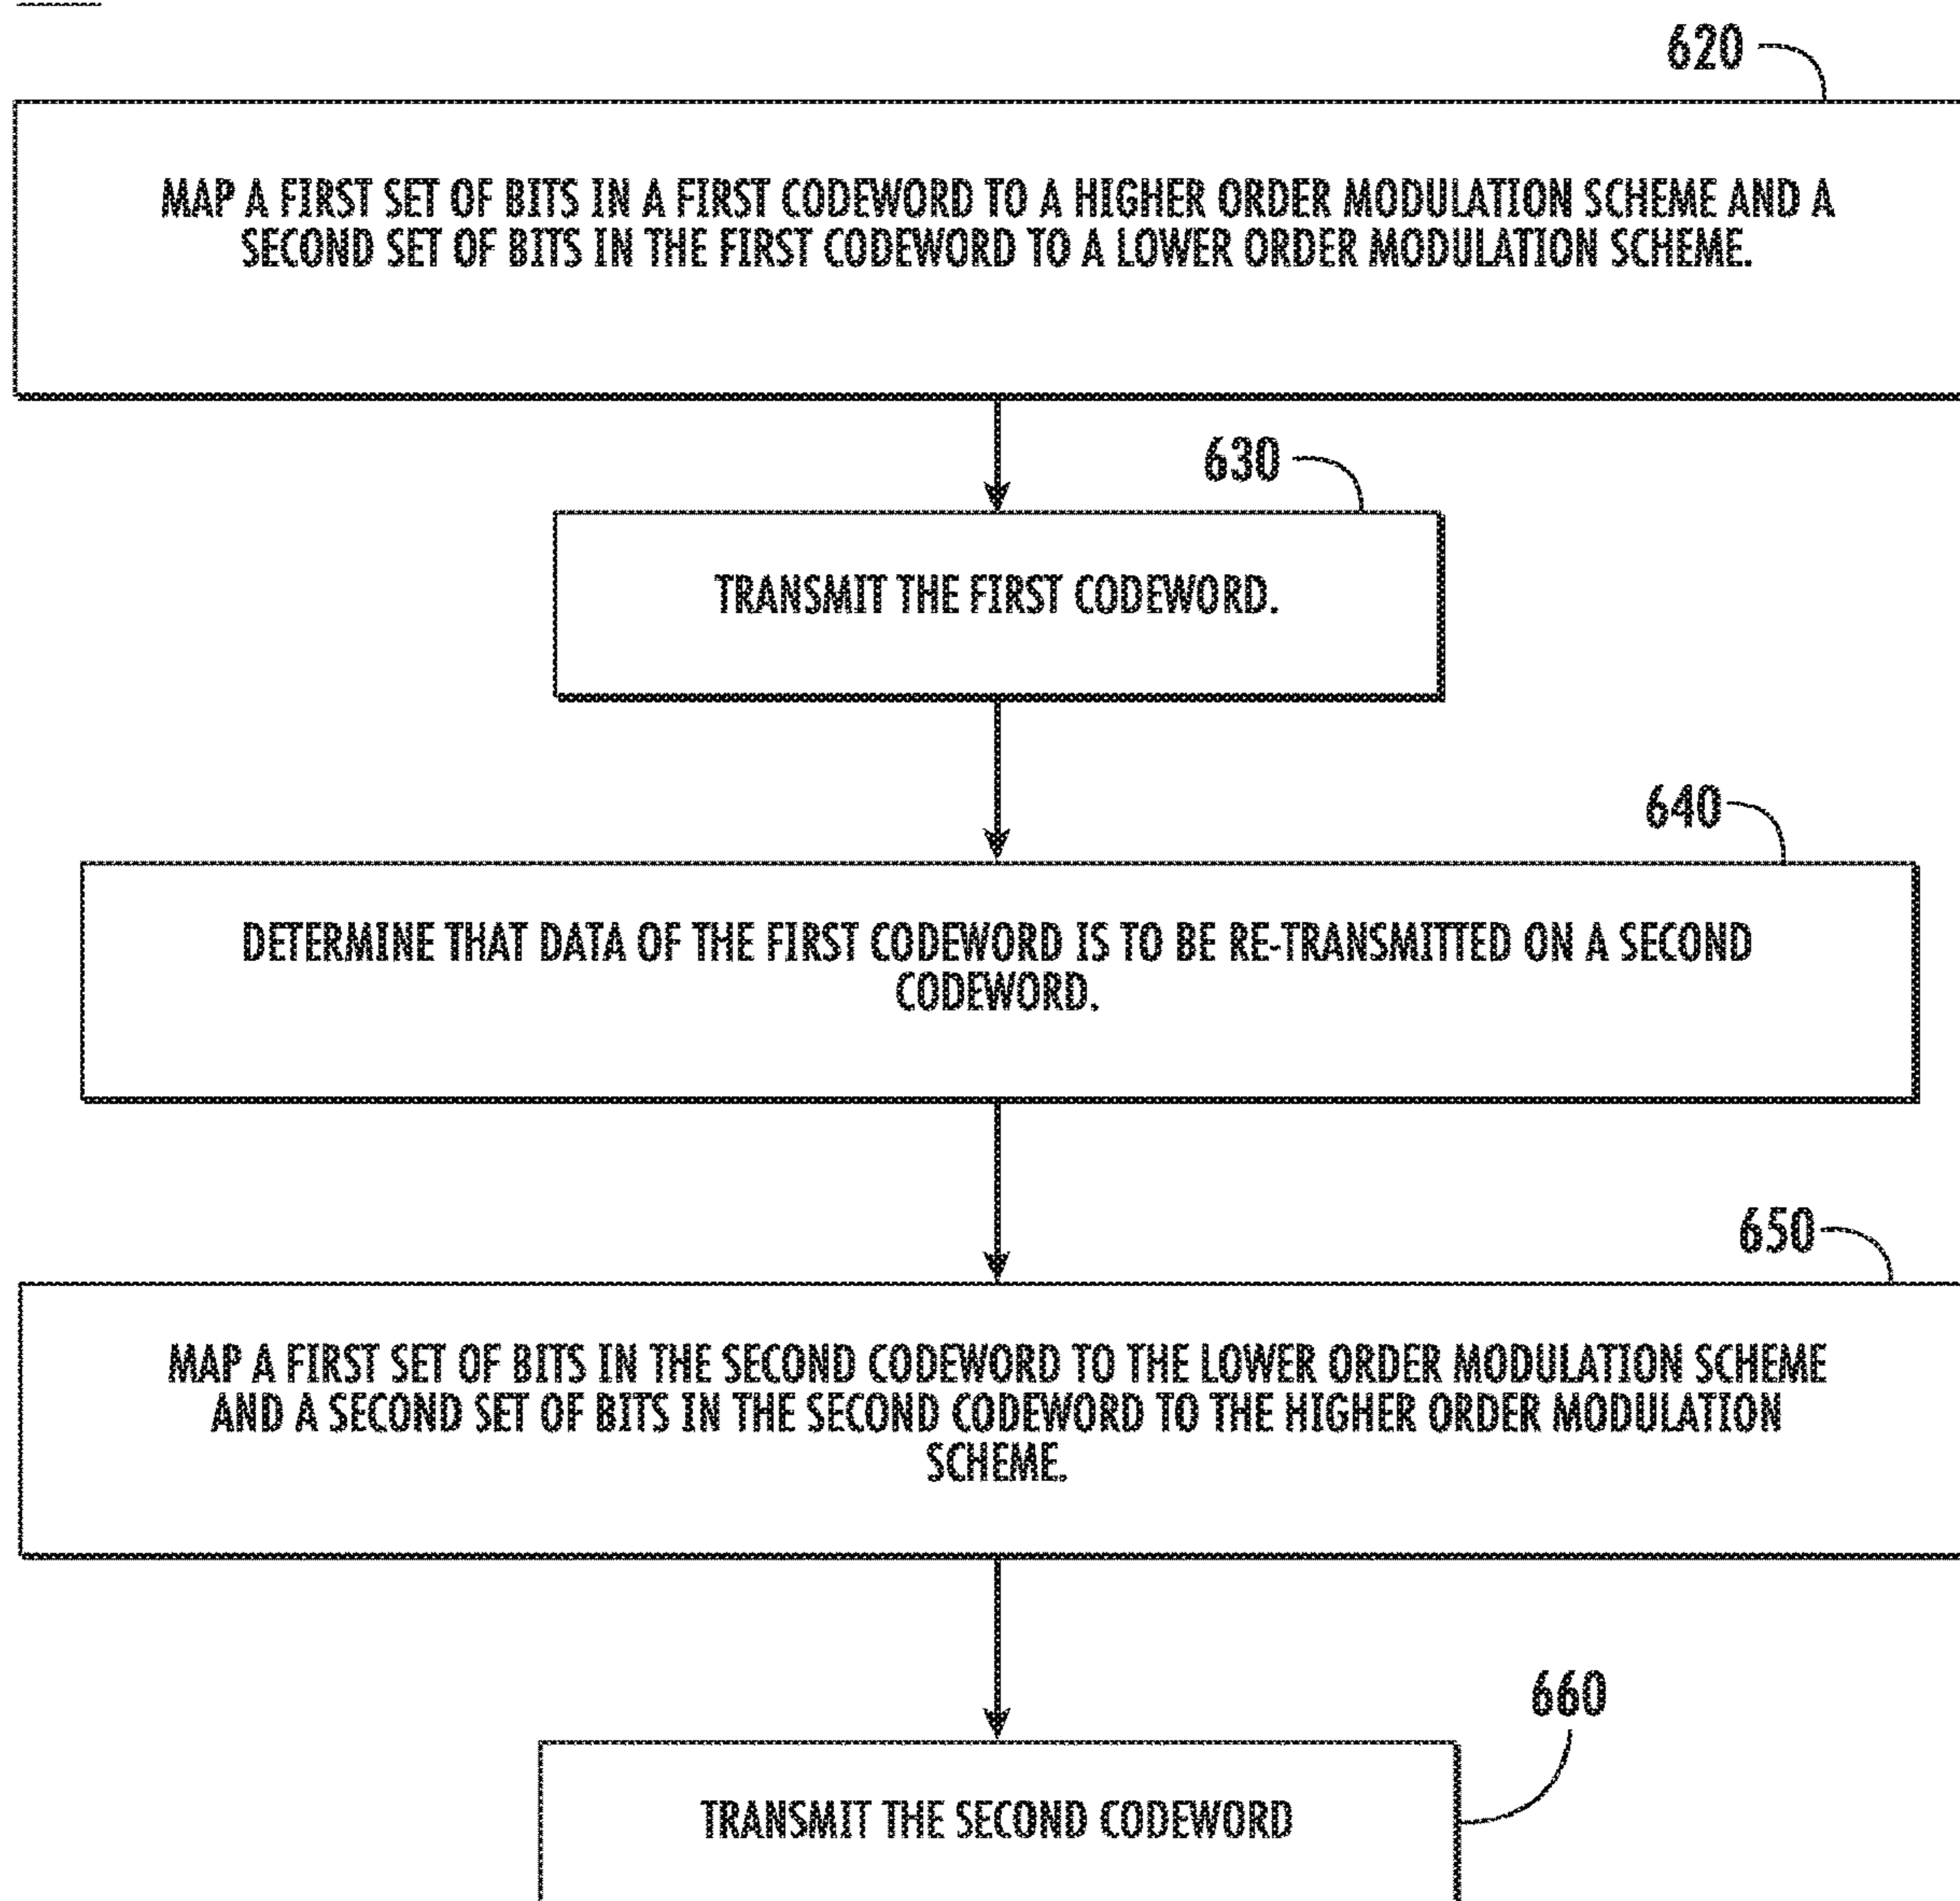 620
MAP A FIRST SET OF BITS IN A FIRST CODEWORD TO A HIGHER ORDER MODULATION SCHEME AND A
SECOND SET OF BITS IN THE FIRST CODEWORD TO A LOWER ORDER MODULATION SCHEME.
630
TRANSMIT THE FIRST CODEWORD.
640
DETERMINE THAT DATA OF THE FIRST CODEWORD IS TO BE RE-TRANSMITTED ON A SECOND
CODEWORD.
650
MAP A FIRST SET OF BITS IN THE SECOND CODEWORD TO THE LOWER ORDER MODULATION SCHEME
AND A SECOND SET OF BITS IN THE SECOND CODEWORD TO THE HIGHER ORDER MODULATION
SCHEME.
660
TRANSMIT THE SECOND CODEWORD